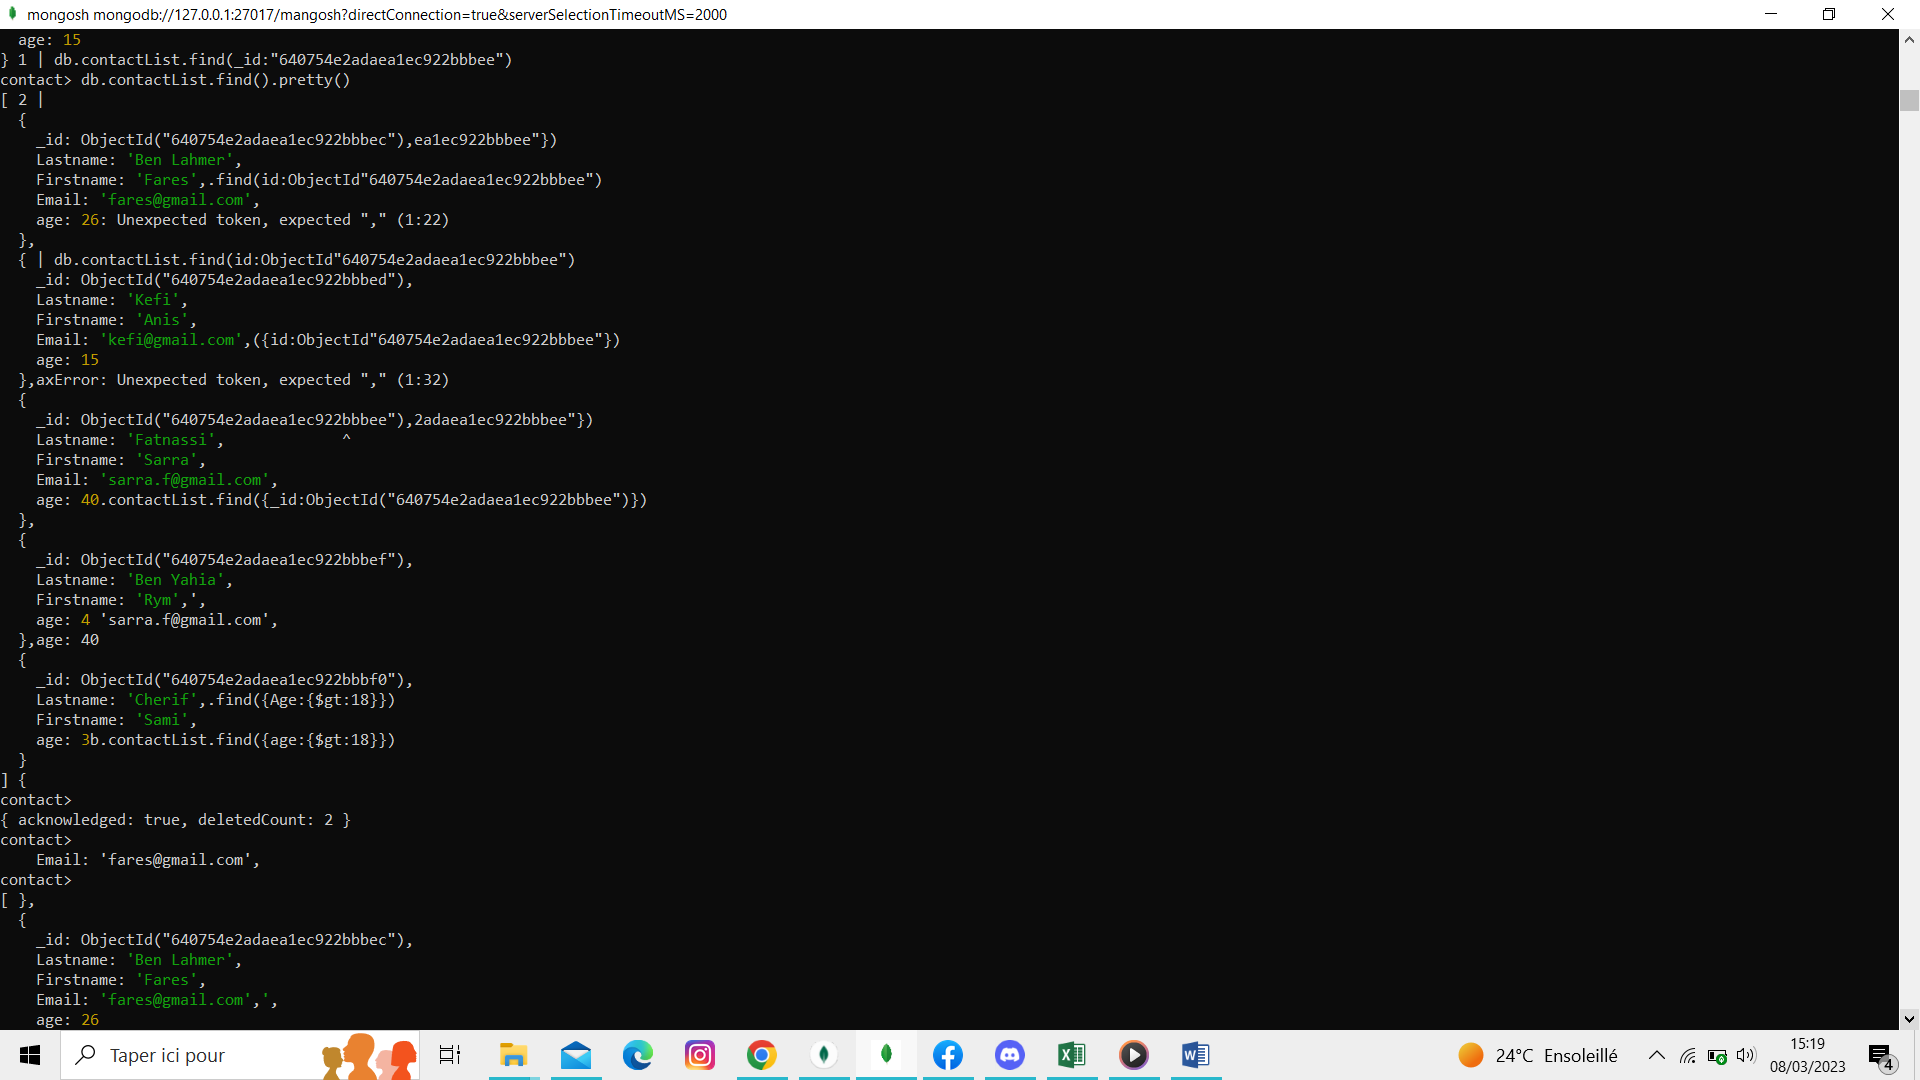 mongosh mongodb://127.0.0.1:27017/mangosh?directConnection=true&serverSelectionTimeoutMS=2000
age: 15
} 1 | db.contactList.find(_id:"640754e2adaea1ec922bbbee")
contact> db.contactList.find().pretty()
[ 2 |
{
_id: ObjectId("640754e2adaea1ec922bbbec"),ea1ec922bbbee"})
Lastname: 'Ben Lahmer',
Firstname: 'Fares',.find(id:ObjectId"640754e2adaea1ec922bbbee")
Email: 'fares@gmail.com',
age: 26: Unexpected token, expected "," (1:22)
},
{ | db.contactList.find(id:ObjectId"640754e2adaea1ec922bbbee")
_id: ObjectId("640754e2adaea1ec922bbbed"),
Lastname: 'Kefi',
Firstname: 'Anis',
Email: 'kefi@gmail.com',({id:ObjectId"640754e2adaea1ec922bbbee"})
age: 15
},axError: Unexpected token, expected "," (1:32)
{
_id: ObjectId("640754e2adaea1ec922bbbee"),2adaea1ec922bbbee"})
Lastname: 'Fatnassi', ^
Firstname: 'Sarra',
Email: 'sarra.f@gmail.com',
age: 40.contactList.find({_id:ObjectId("640754e2adaea1ec922bbbee")})
},
{
_id: ObjectId("640754e2adaea1ec922bbbef"),
Lastname: 'Ben Yahia',
Firstname: 'Rym',',
age: 4 'sarra.f@gmail.com',
},age: 40
{
_id: ObjectId("640754e2adaea1ec922bbbf0"),
Lastname: 'Cherif',.find({Age:{$gt:18}})
Firstname: 'Sami',
age: 3b.contactList.find({age:{$gt:18}})
}
] {
contact>
{ acknowledged: true, deletedCount: 2 }
contact>
Email: 'fares@gmail.com',
contact>
[ },
{
_id: ObjectId("640754e2adaea1ec922bbbec"),
Lastname: 'Ben Lahmer',
Firstname: 'Fares',
Email: 'fares@gmail.com',',
age: 26
Taper ici pour
24°C Ensoleillé
15:19
08/03/2023
4